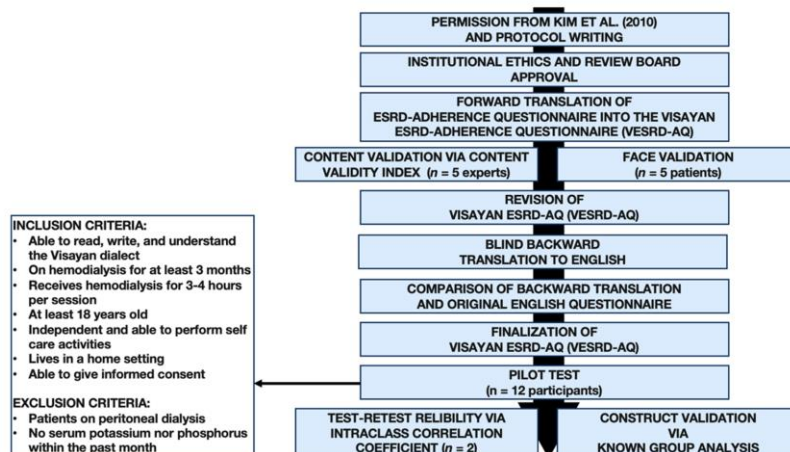 PERMISSION FROM KIM ET AL. (2010)
AND PROTOCOL WRITING
INSTITUTIONAL ETHICS AND REVIEW BOARD
APPROVAL
FORWARD TRANSLATION OF
ESRD-ADHERENCE QUESTIONNAIRE INTO THE VISAYAN
ESRD-ADHERENCE QUESTIONNAIRE (VESRD-AQ)
CONTENT VALIDATION VIA CONTENT
VALIDITY INDEX (n = 5 experts)
FACE VALIDATION
(n = 5 patients)
REVISION OF
VISAYAN ESRD-AQ (VESRD-AQ)
BLIND BACKWARD
TRANSLATION TO ENGLISH
COMPARISON OF BACKWARD TRANSLATION
AND ORIGINAL ENGLISH QUESTIONNAIRE
FINALIZATION OF
VISAYAN ESRD-AQ (VESRD-AQ)
PILOT TEST
(n = 12 participants)
INCLUSION CRITERIA:
• Able to read, write, and understand
the Visayan dialect
• On hemodialysis for at least 3 months
• Receives hemodialysis for 3-4 hours
per session
• At least 18 years old
• Independent and able to perform self
care activities
• Lives in a home setting
• Able to give informed consent
EXCLUSION CRITERIA:
• Patients on peritoneal dialysis
• No serum potassium nor phosphorus
within the past month
TEST-RETEST RELIBILITY VIA
INTRACLASS CORRELATION
COEFFICIENT (n = 2)
CONSTRUCT VALIDATION
VIA
KNOWN GROUP ANALYSIS